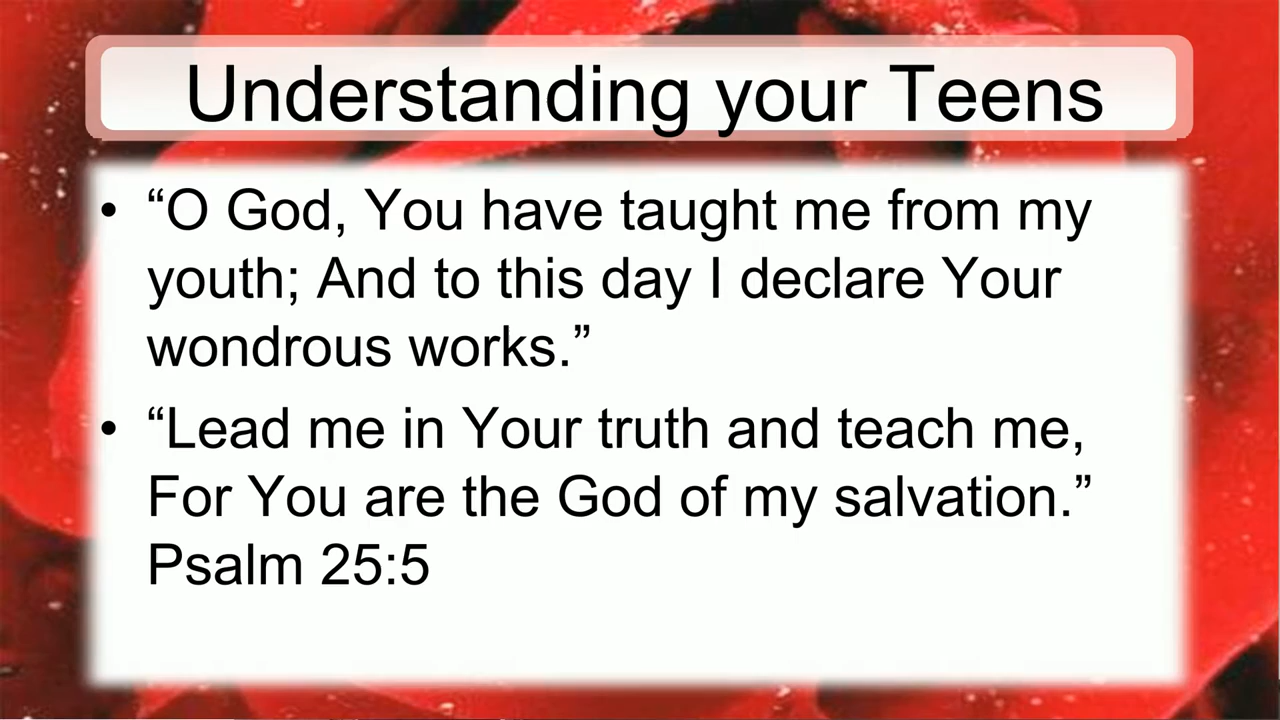 Understanding your Teens
• “O God, You have taught me from my
youth; And to this day I declare Your
wondrous works.”
• “Lead me in Your truth and teach me,
For You are the God of my salvation.”
Psalm 25:5